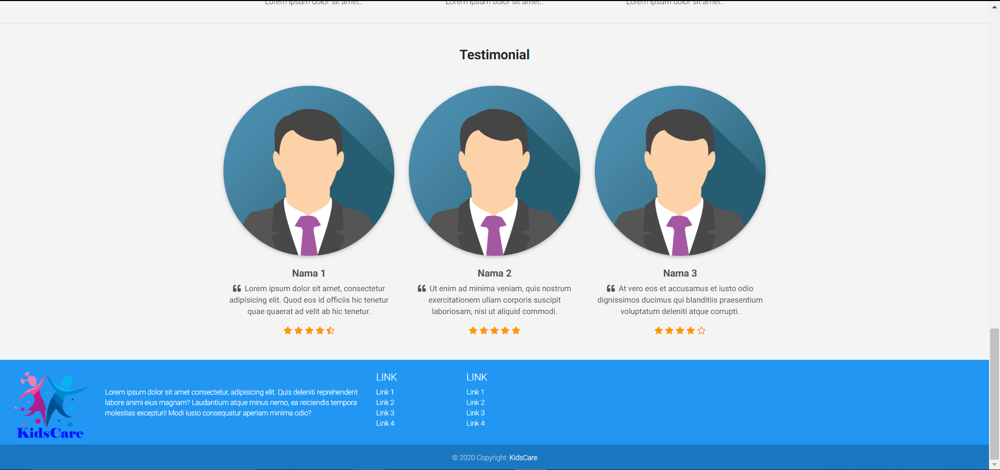 Lorem ipsum dolor sit amet.. Lorem ipsum dolor sit amet.. Lorem ipsum dolor sit amet..
Testimonial
Nama 1
Lorem ipsum dolor sit amet, consectetur
adipisicing elit. Quod eos id officiis hic tenetur
quae quaerat ad velit ab hic tenetur.
Nama 2
Ut enim ad minima veniam, quis nostrum
exercitationem ullam corporis suscipit
laboriosam, nisi ut aliquid commodi.
Nama 3
At vero eos et accusamus et iusto odio
dignissimos ducimus qui blanditiis praesentium
voluptatum deleniti atque corrupti.
KidsCare
Lorem ipsum dolor sit amet consectetur, adipisicing elit. Quis deleniti reprehenderit
labore animi eius magnam? Laudantium atque minus nemo, ea reiciendis tempora
molestias excepturi! Modi iusto consequatur aperiam minima odio?
LINK
Link 1
Link 2
Link 3
Link 4
LINK
Link 1
Link 2
Link 3
Link 4
© 2020 Copyright: KidsCare